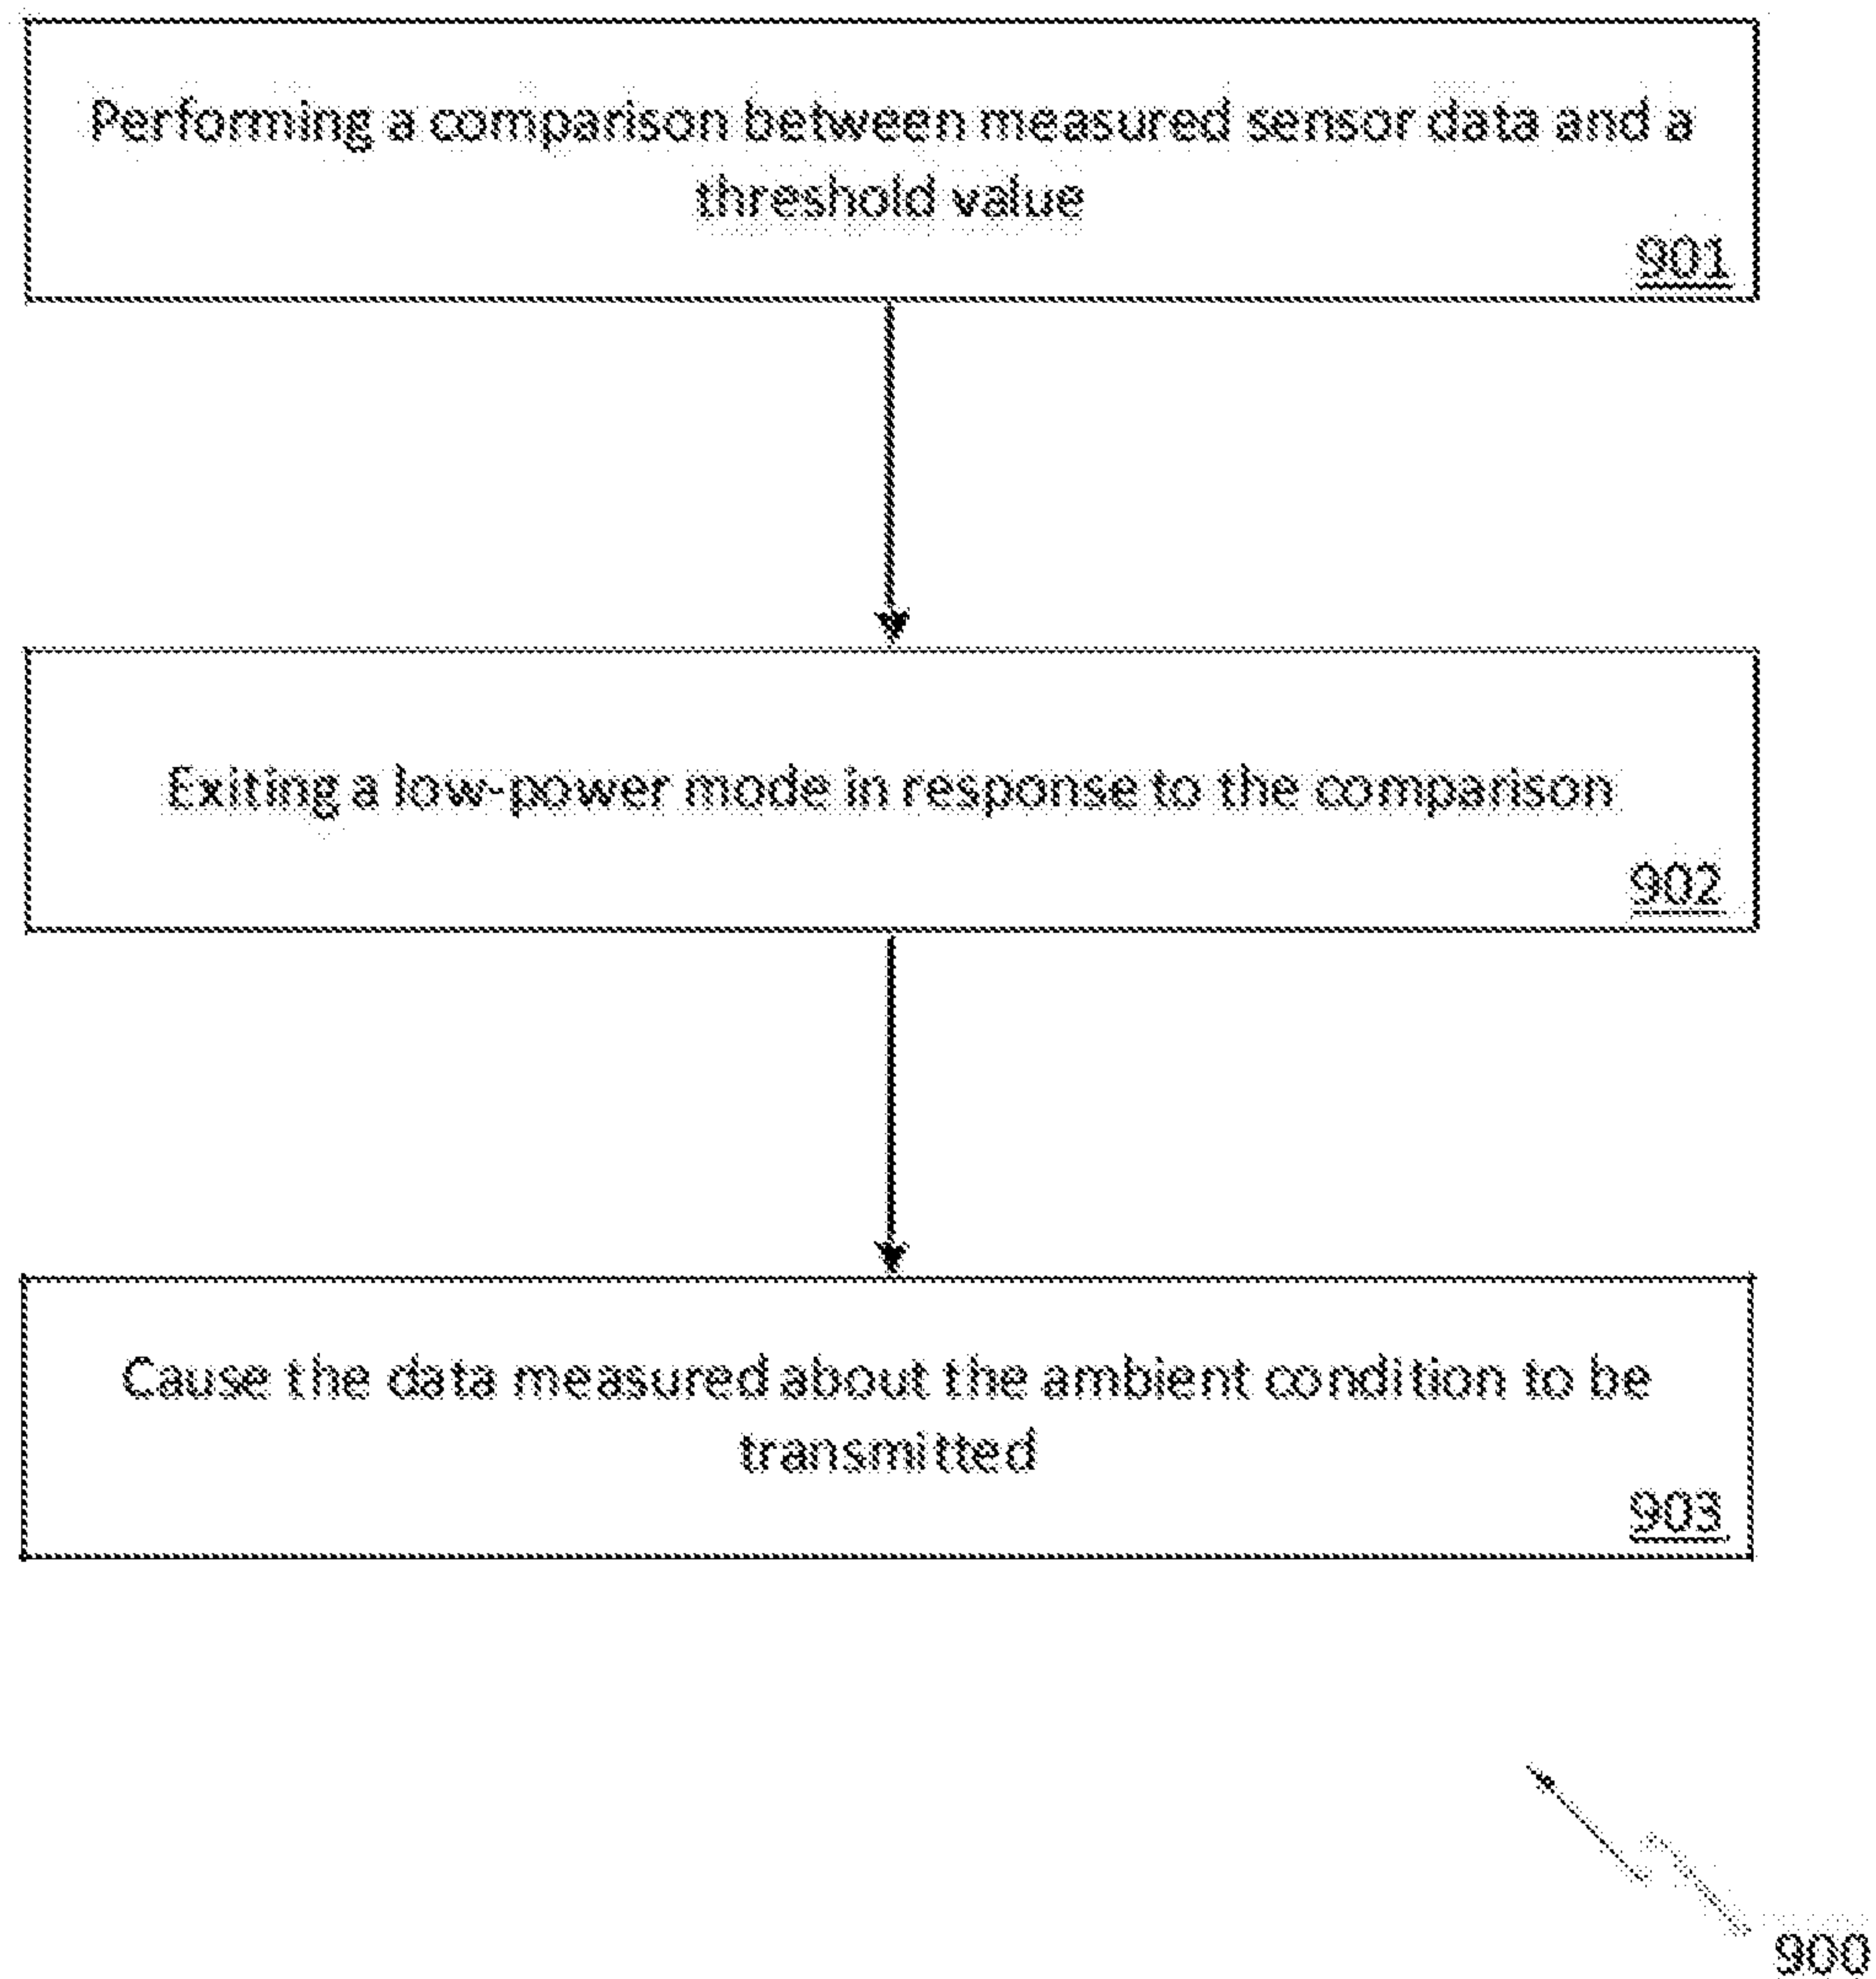 Performing a comparison between measured sensor data and a
threshold value
901
Exiting a low-power mode in response to the comparison
902
Cause the data measured about the ambient condition to be
transmitted
903
900